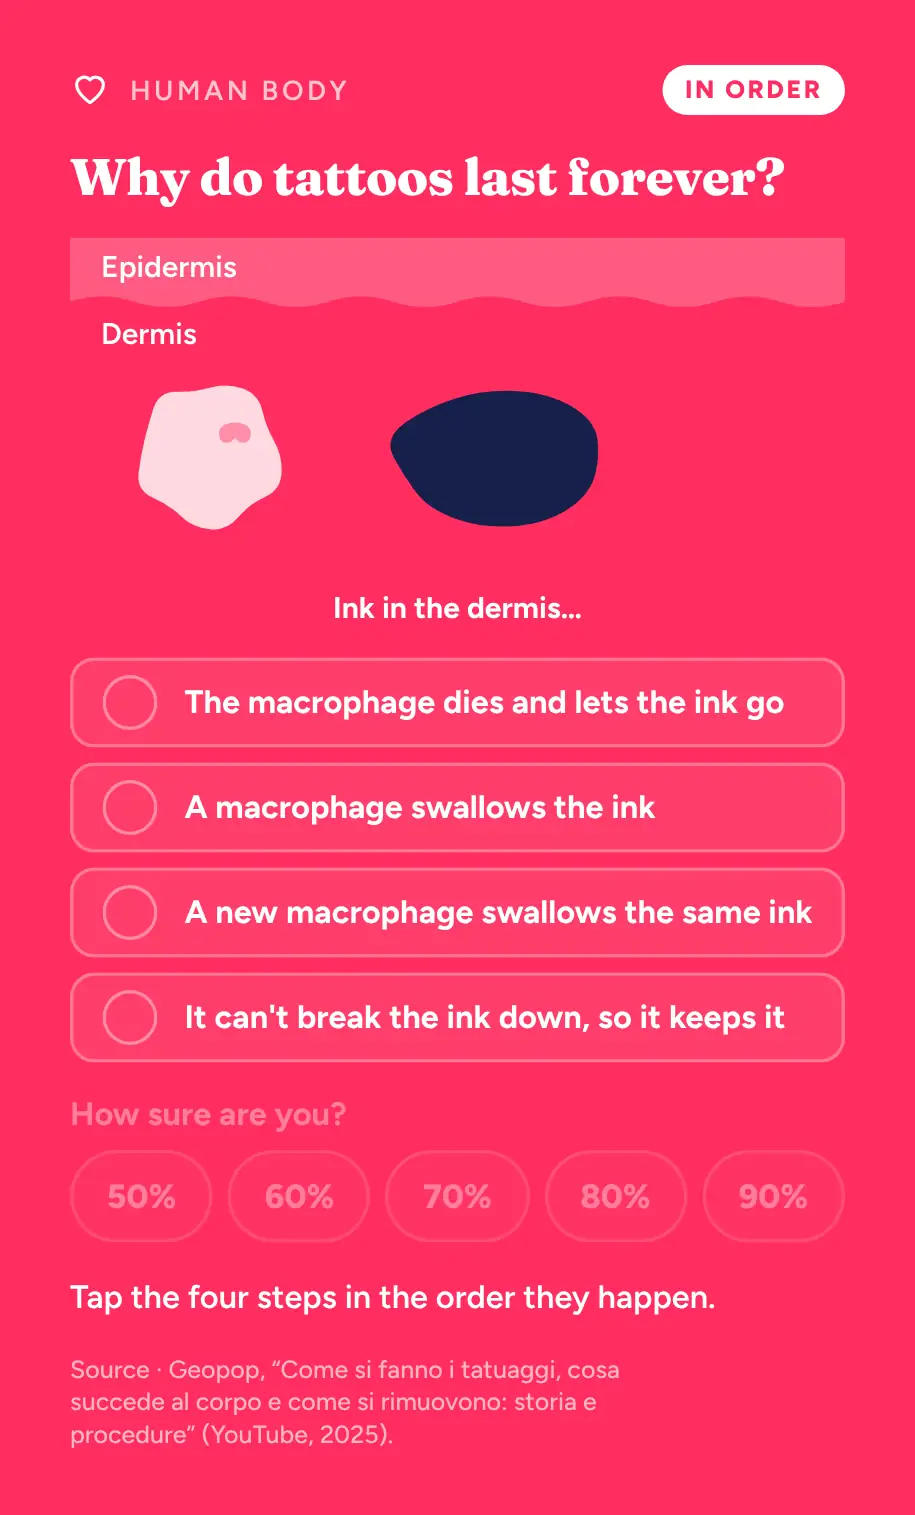 HUMAN BODY
IN ORDER
Why do tattoos last forever?
Epidermis
Dermis
Ink in the dermis...
The macrophage dies and lets the ink go
A macrophage swallows the ink
A new macrophage swallows the same ink
It can't break the ink down, so it keeps it
How sure are you?
50% 60% 70% 80% 90%
Tap the four steps in the order they happen.
Source · Geopop, “Come si fanno i tatuaggi, cosa
succede al corpo e come si rimuovono: storia e
procedure” (YouTube, 2025).